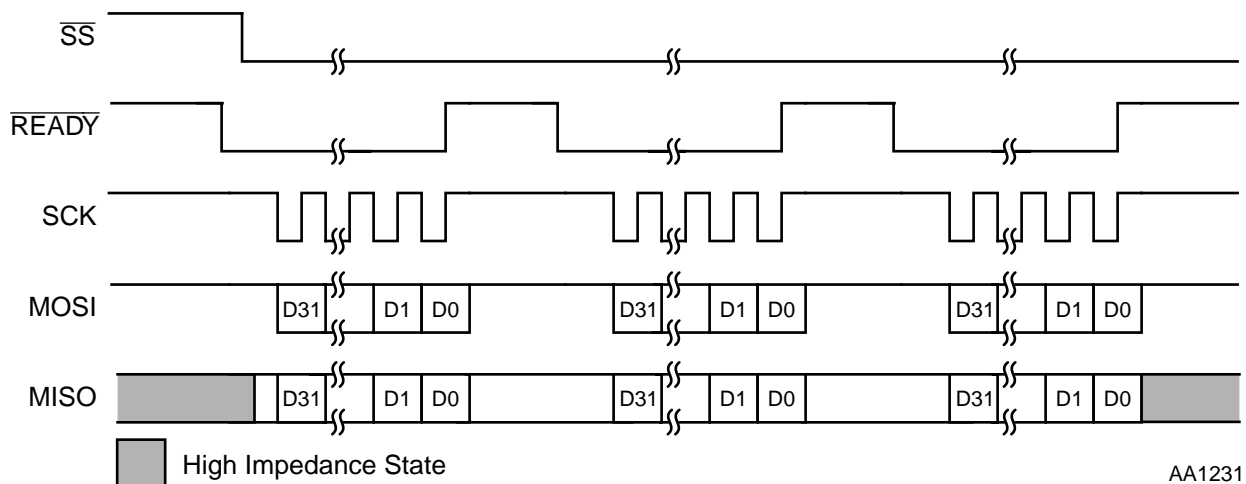 SS
READY
SCK
MOSI D31 D1 D0 D31 D1 D0 D31 D1 D0
MISO D31 D1 D0 D31 D1 D0 D31 D1 D0
High Impedance State
AA1231